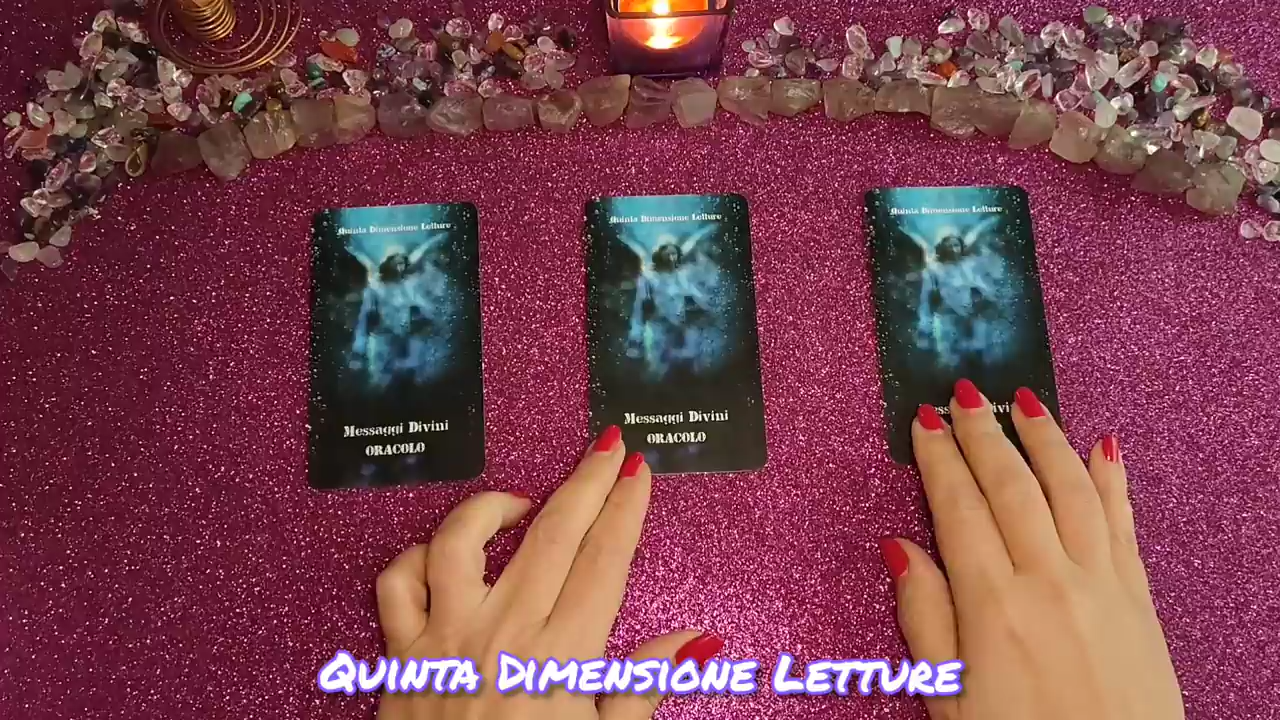 Quinta Dimensione Letture
Messaggi Divini
ORACOLO
Quinta Dimensione Letture
Messaggi Divini
ORACOLO
Quinta Dimensione Letture
QUINTA DIMENSIONE LETTURE